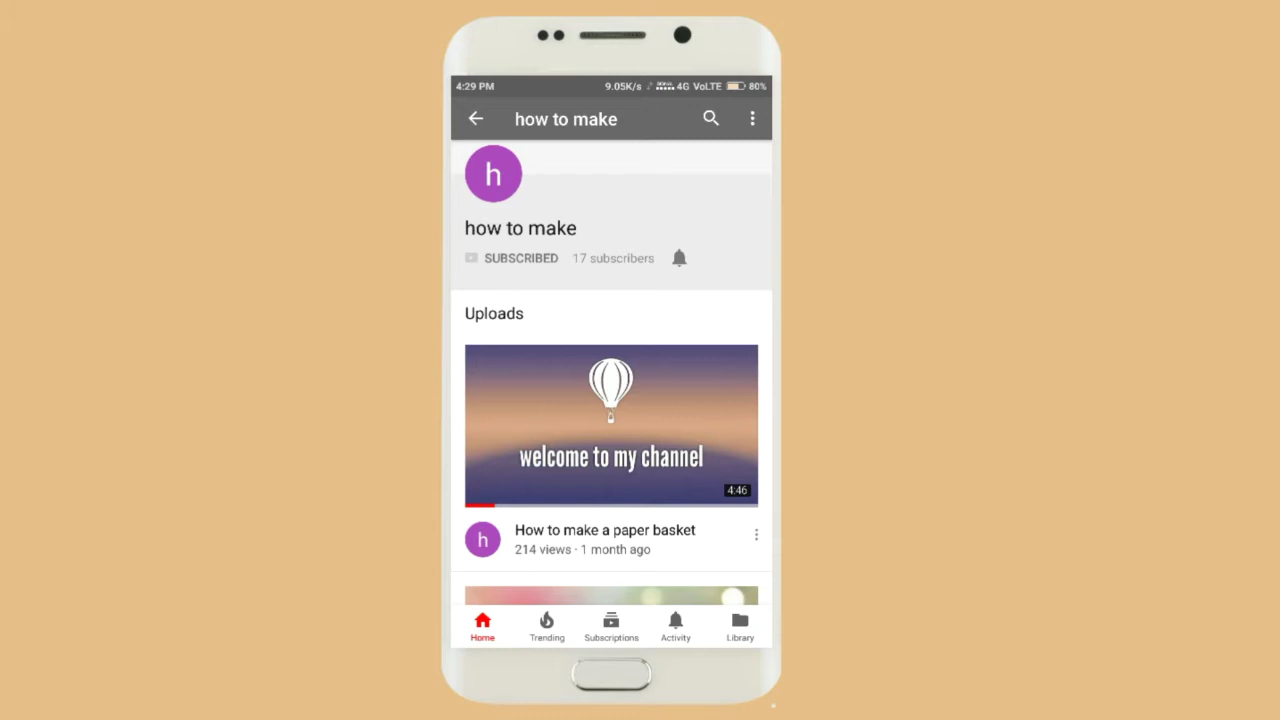 4:29 PM 9.05K/s 4G VoLTE 80%
how to make
h
how to make
SUBSCRIBED 17 subscribers
Uploads
welcome to my channel
4:46
h How to make a paper basket
214 views · 1 month ago
Home Trending Subscriptions Activity Library